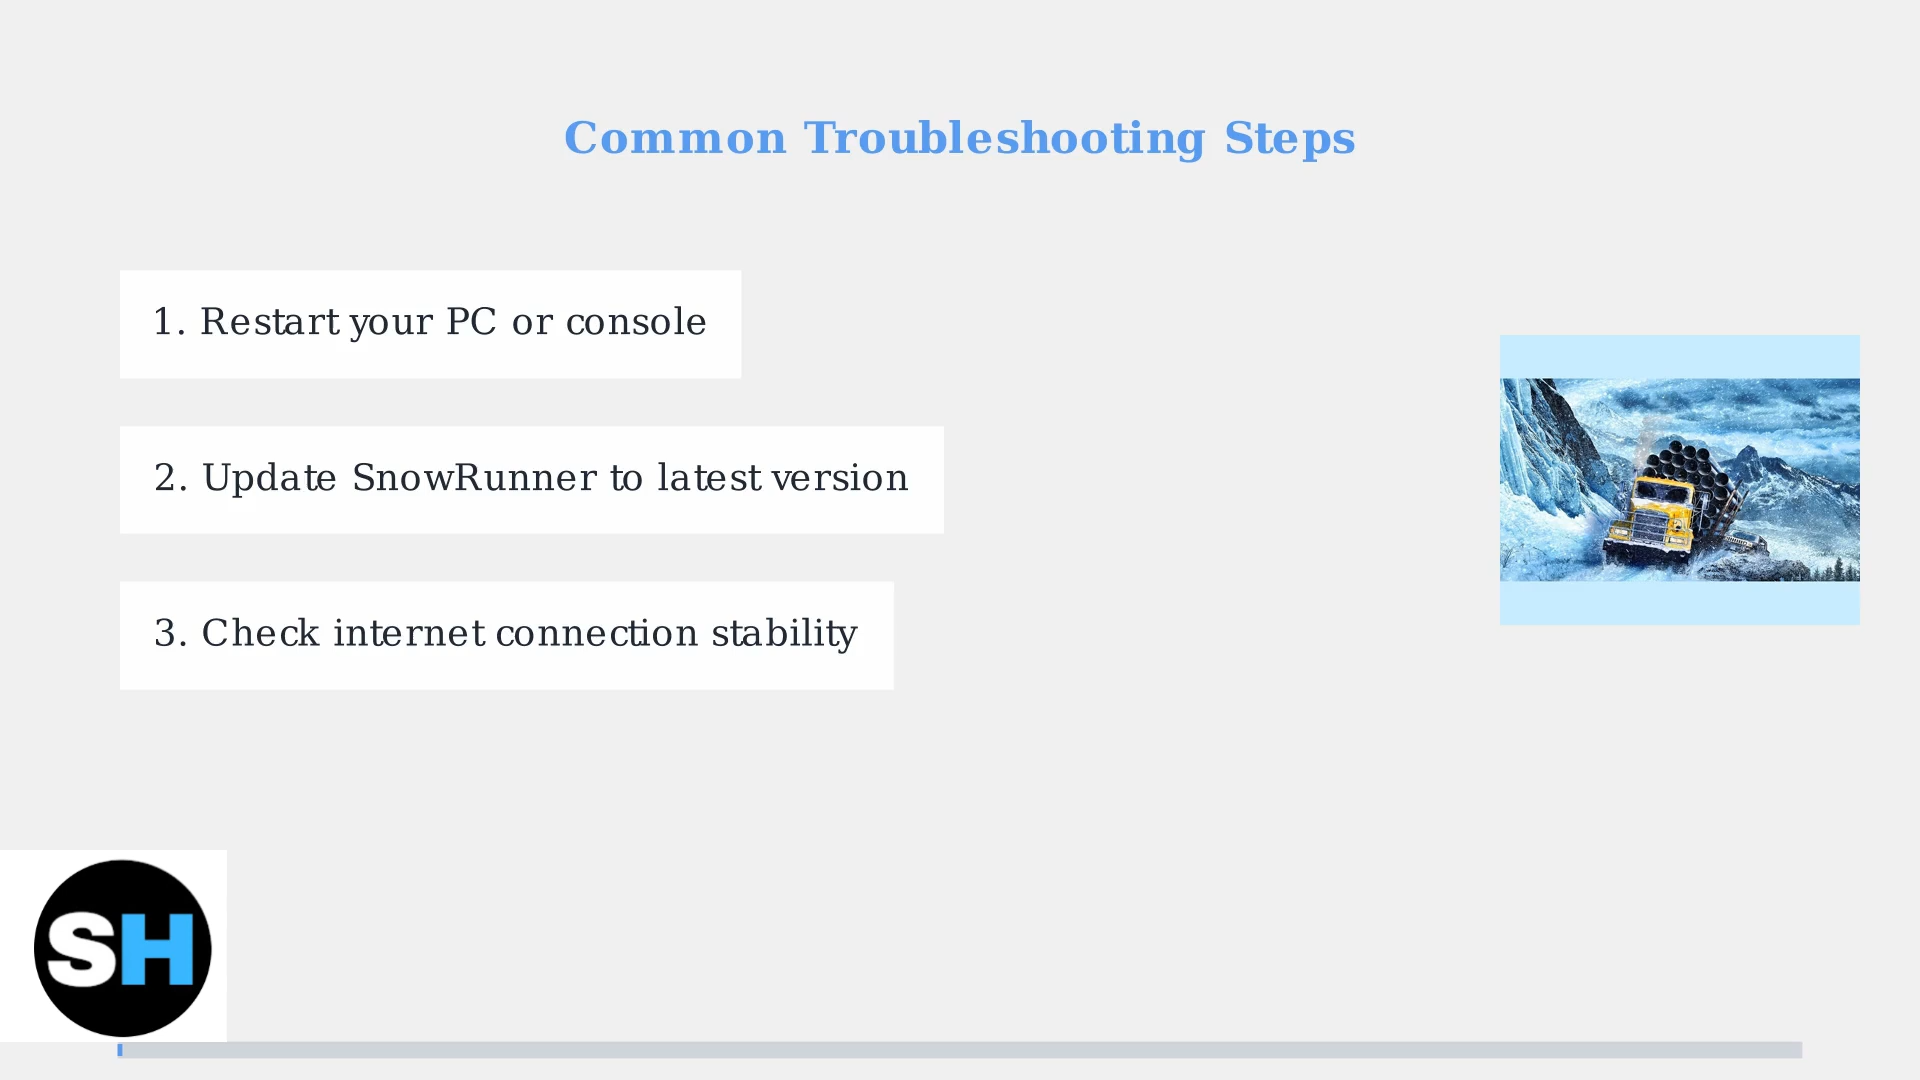 Common Troubleshooting Steps
1. Restart your PC or console
2. Update SnowRunner to latest version
3. Check internet connection stability
SH